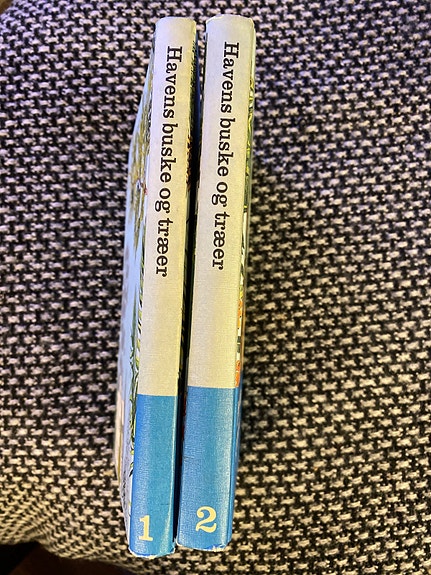 Havens buske og træer
1
Havens buske og træer
2